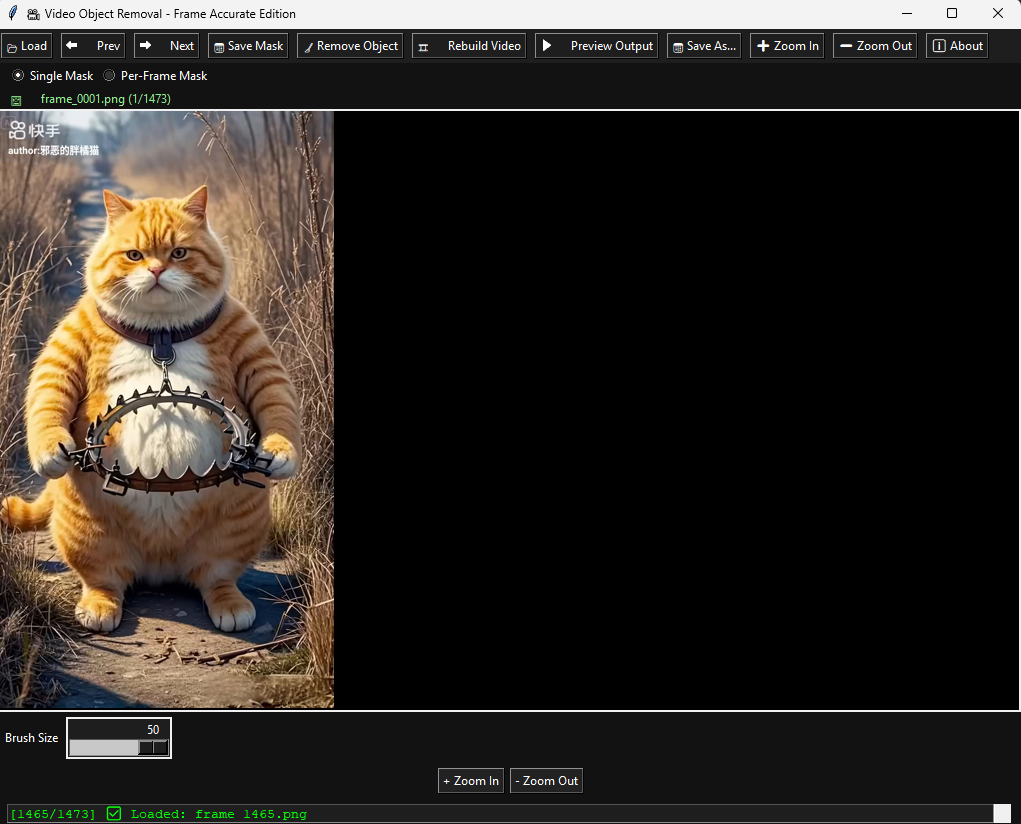 Video Object Removal - Frame Accurate Edition
Load Prev Next Save Mask Remove Object Rebuild Video Preview Output Save As... Zoom In Zoom Out About
Single Mask Per-Frame Mask
frame_0001.png (1/1473)
快手
author:邪恶的胖橘猫
50
Brush Size
+ Zoom In - Zoom Out
[1465/1473] Loaded: frame 1465.png